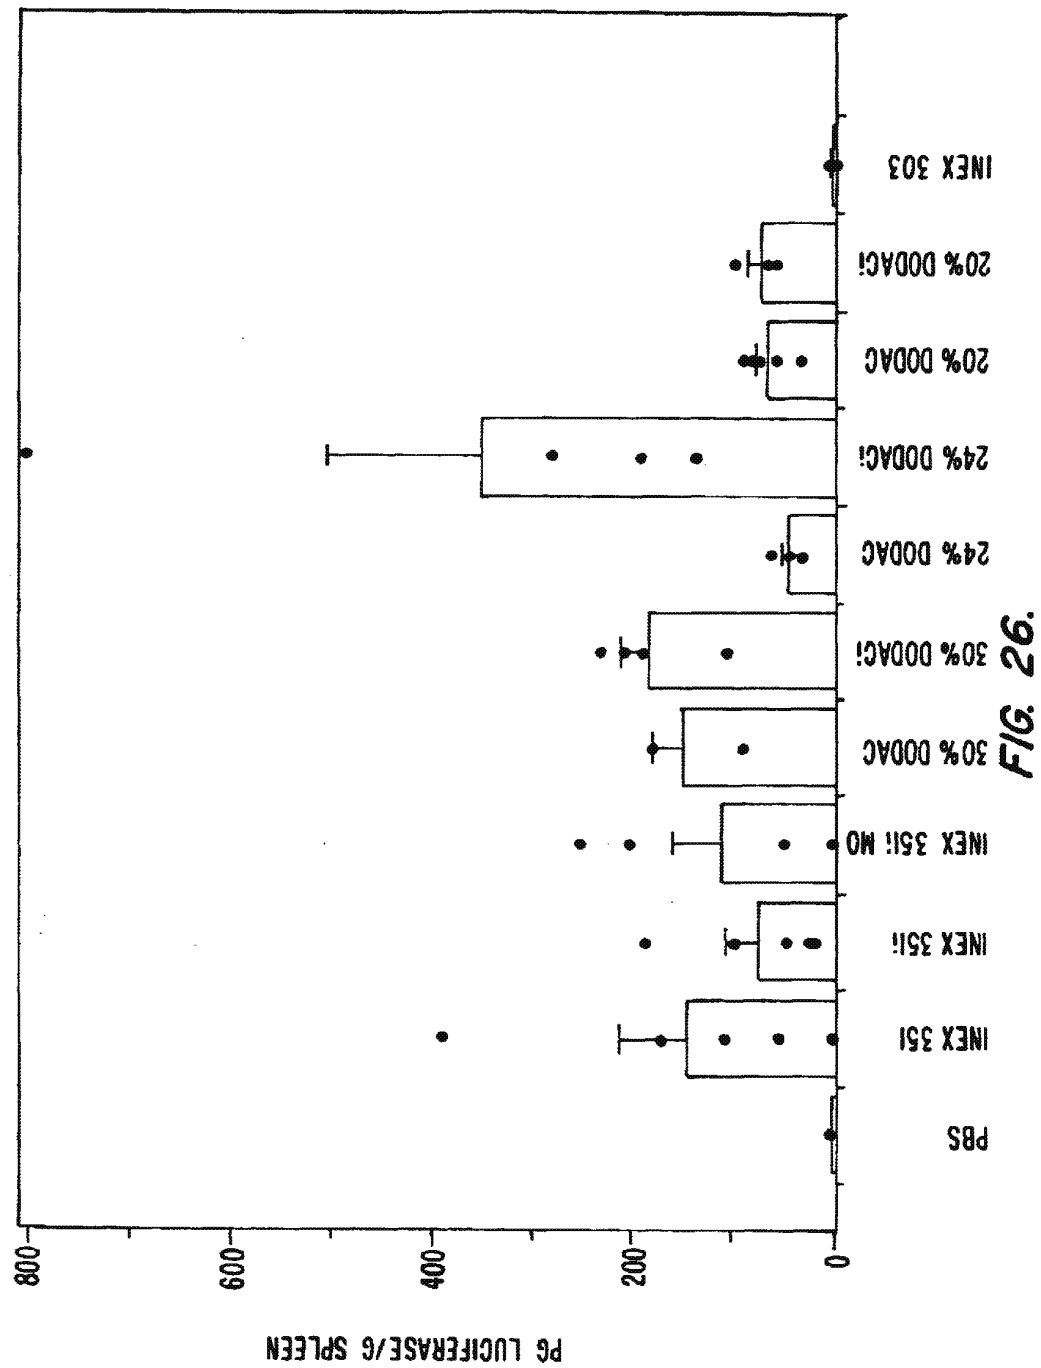 PG LUCIFERASE/G SPLEEN
800
600
400
200
0
PBS
INEX 351
INEX 351i
INEX 351i MO
30% DODAC
30% DODACi
24% DODAC
24% DODACi
20% DODAC
20% DODACi
INEX 303
FIG. 26.